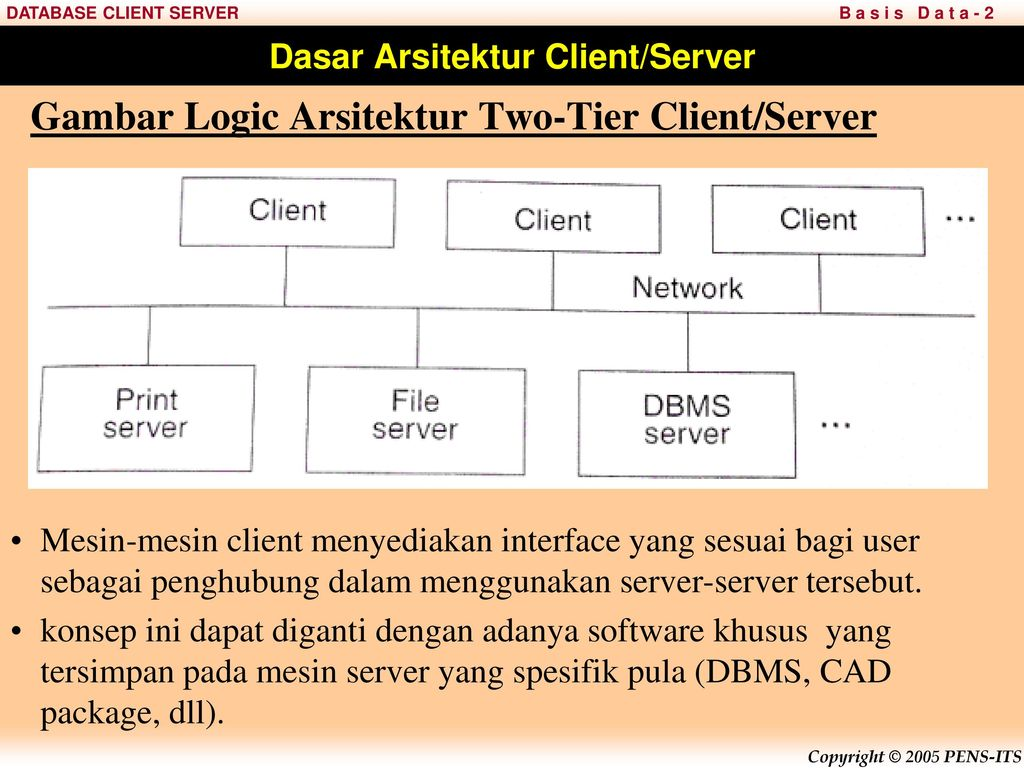 DATABASE CLIENT SERVER
Basis Data-2
Dasar Arsitektur Client/Server
Gambar Logic Arsitektur Two-Tier Client/Server
Client
Client
Client
...
Network
Print
server
File
server
DBMS
server
...
• Mesin-mesin client menyediakan interface yang sesuai bagi user
sebagai penghubung dalam menggunakan server-server tersebut.
• konsep ini dapat diganti dengan adanya software khusus yang
tersimpan pada mesin server yang spesifik pula (DBMS, CAD
package, dll).
Copyright © 2005 PENS-ITS